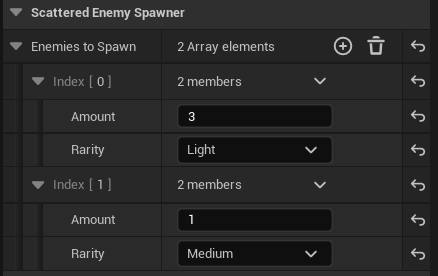 Scattered Enemy Spawner
Enemies to Spawn 2 Array elements
Index [ 0 ] 2 members
Amount 3
Rarity Light
Index [ 1 ] 2 members
Amount 1
Rarity Medium